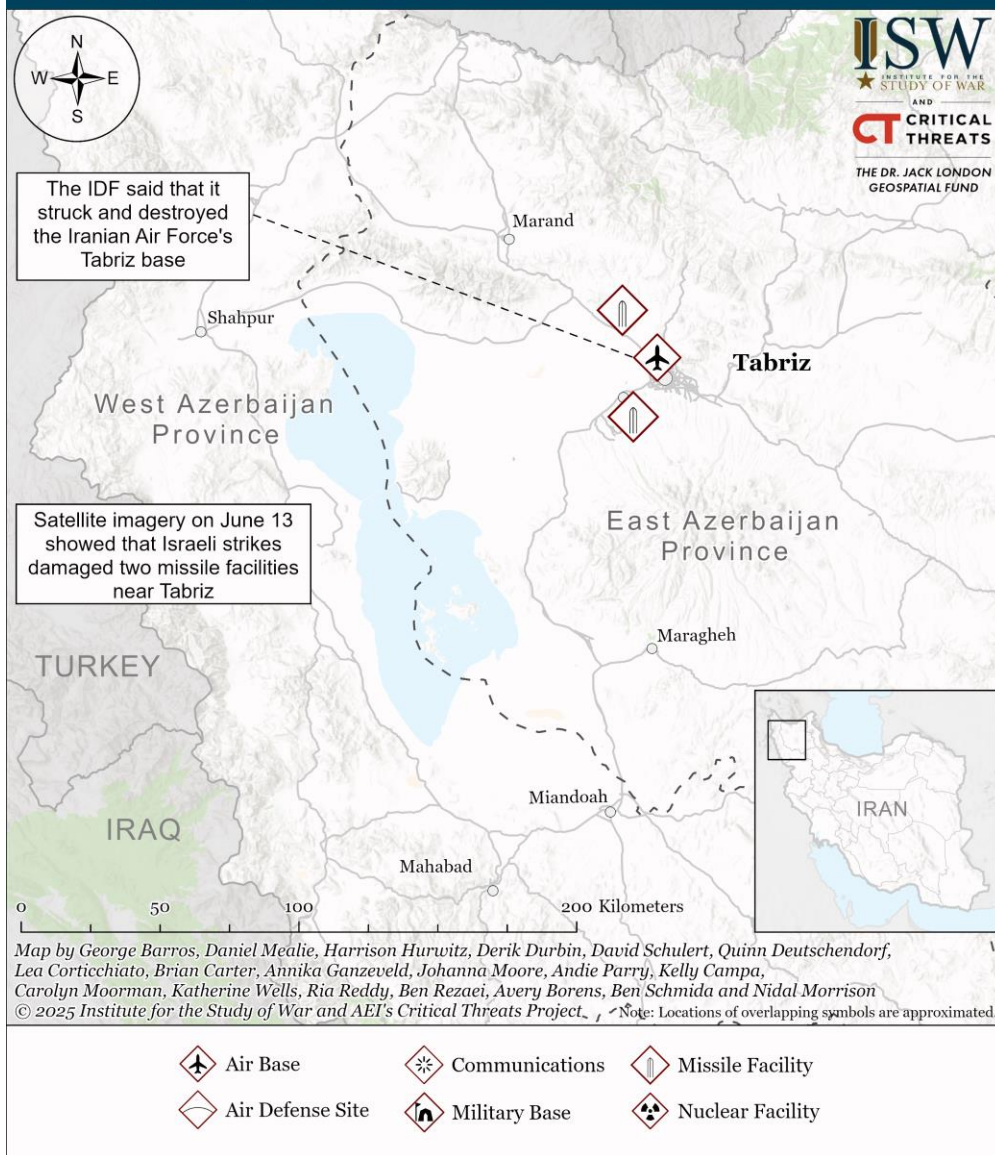 N
W E
S
ISW
INSTITUTE FOR THE
STUDY OF WAR
AND
CT CRITICAL
THREATS
THE DR. JACK LONDON
GEOSPATIAL FUND
The IDF said that it
struck and destroyed
the Iranian Air Force's
Tabriz base
Marand
Shahpur
Tabriz
West Azerbaijan
Province
Satellite imagery on June 13
showed that Israeli strikes
damaged two missile facilities
near Tabriz
East Azerbaijan
Province
Maragheh
TURKEY
IRAQ
Miandoah
Mahabad
IRAN
0 50 100 200 Kilometers
Map by George Barros, Daniel Mealie, Harrison Hurwitz, Derik Durbin, David Schulert, Quinn Deutschendorf,
Lea Corticchiato, Brian Carter, Annika Ganzeveld, Johanna Moore, Andie Parry, Kelly Campa,
Carolyn Moorman, Katherine Wells, Ria Reddy, Ben Rezaei, Avery Borens, Ben Schmida and Nidal Morrison
© 2025 Institute for the Study of War and AEI's Critical Threats Project
Note: Locations of overlapping symbols are approximated.
Air Base
Communications
Missile Facility
Air Defense Site
Military Base
Nuclear Facility